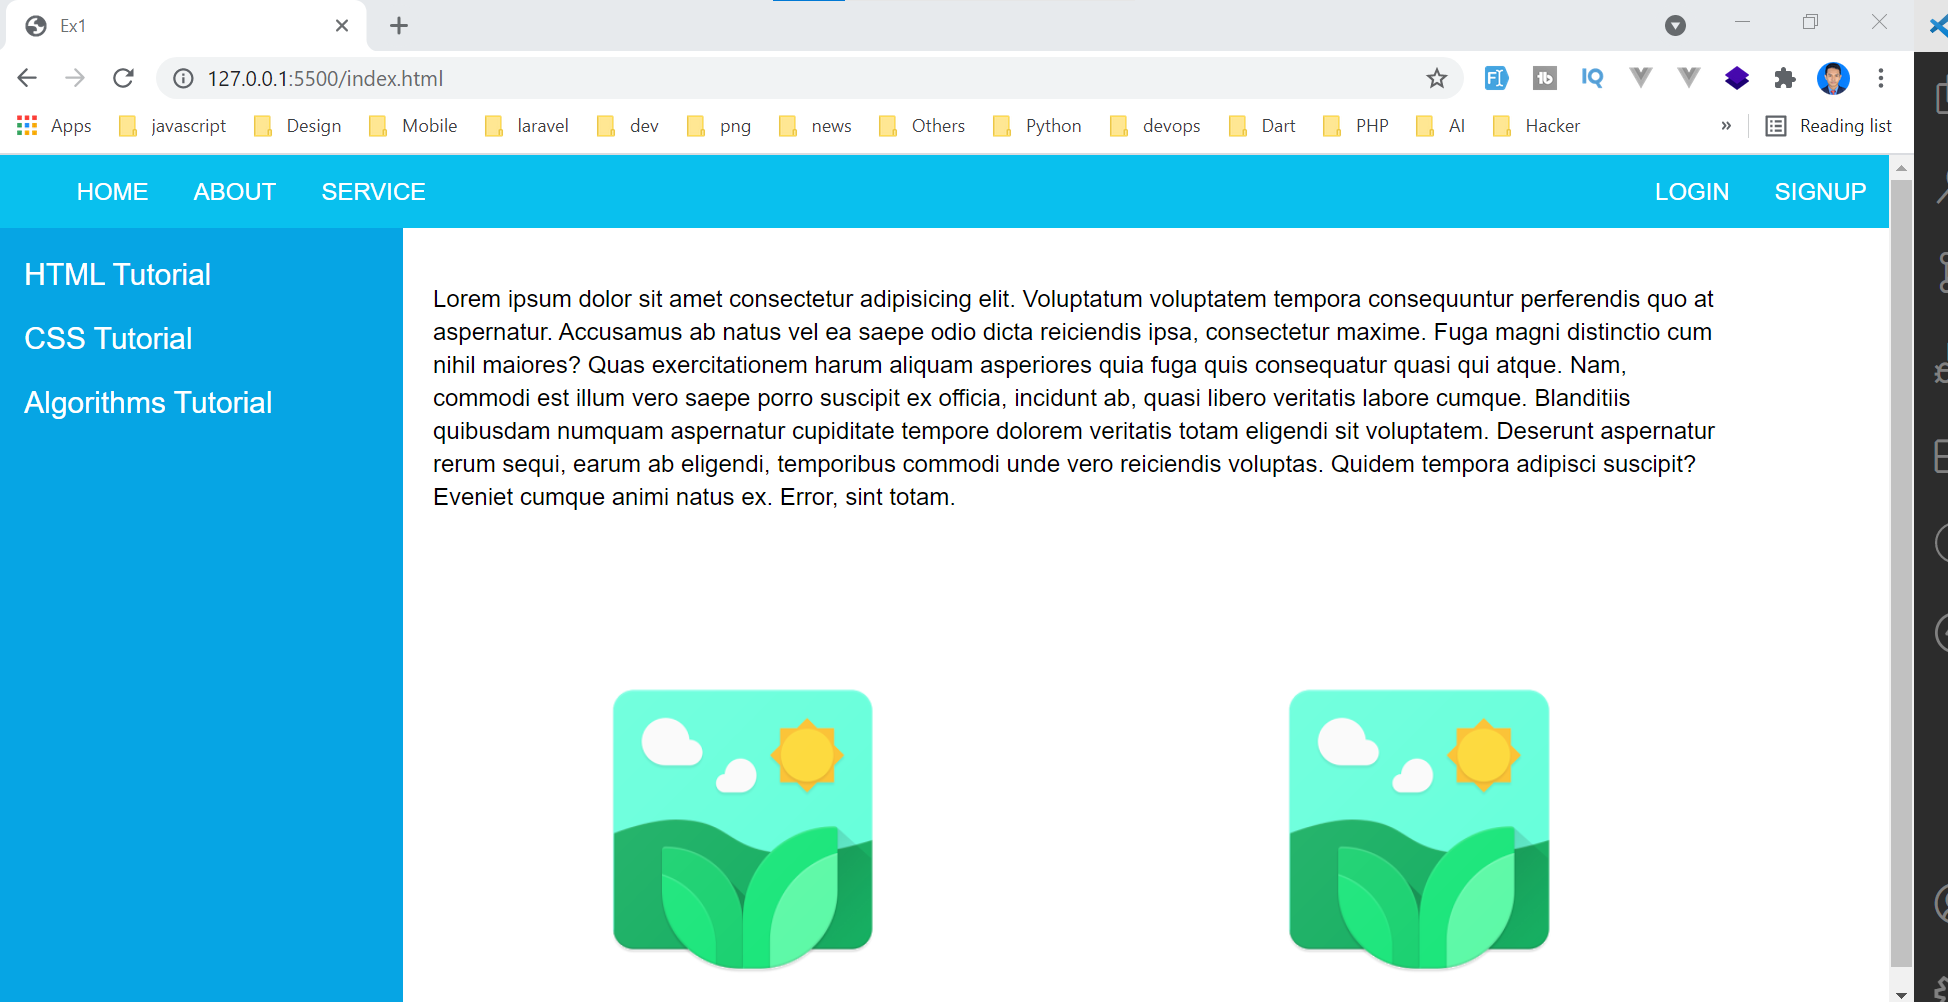 Ex1
127.0.0.1:5500/index.html
FI
tb
IQ
Apps javascript Design Mobile laravel dev png news Others Python devops Dart PHP AI Hacker » Reading list
HOME ABOUT SERVICE LOGIN SIGNUP
HTML Tutorial
CSS Tutorial
Algorithms Tutorial
Lorem ipsum dolor sit amet consectetur adipisicing elit. Voluptatum voluptatem tempora consequuntur perferendis quo at
aspernatur. Accusamus ab natus vel ea saepe odio dicta reiciendis ipsa, consectetur maxime. Fuga magni distinctio cum
nihil maiores? Quas exercitationem harum aliquam asperiores quia fuga quis consequatur quasi qui atque. Nam,
commodi est illum vero saepe porro suscipit ex officia, incidunt ab, quasi libero veritatis labore cumque. Blanditiis
quibusdam numquam aspernatur cupiditate tempore dolorem veritatis totam eligendi sit voluptatem. Deserunt aspernatur
rerum sequi, earum ab eligendi, temporibus commodi unde vero reiciendis voluptas. Quidem tempora adipisci suscipit?
Eveniet cumque animi natus ex. Error, sint totam.